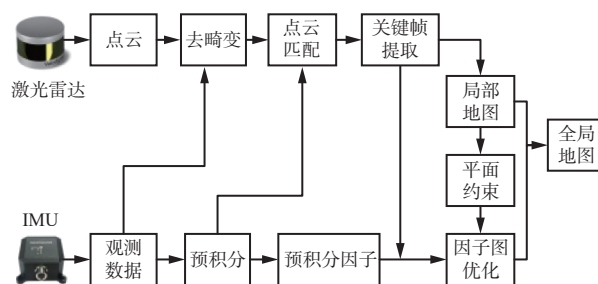 激光雷达
点云
去畸变
点云
匹配
关键帧
提取
局部
地图
全局
地图
平面
约束
IMU
观测
数据
预积分
预积分因子
因子图
优化